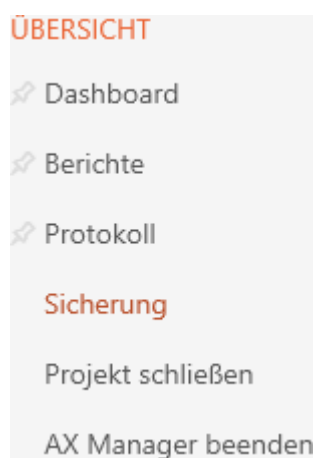 ÜBERSICHT
Dashboard
Berichte
Protokoll
Sicherung
Projekt schließen
AX Manager beenden